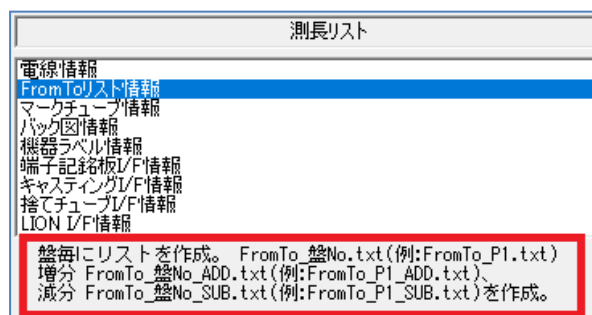 測長リスト
電線情報
FromToリスト情報
マークチューブ情報
バック図情報
機器ラベル情報
端子記銘板I/F情報
キャスティングI/F情報
捨てチューブI/F情報
LION I/F情報
盤毎にリストを作成。 FromTo_盤No.txt(例:FromTo_P1.txt)
増分 FromTo_盤No_ADD.txt(例:FromTo_P1_ADD.txt)、
減分 FromTo_盤No_SUB.txt(例:FromTo_P1_SUB.txt)を作成。